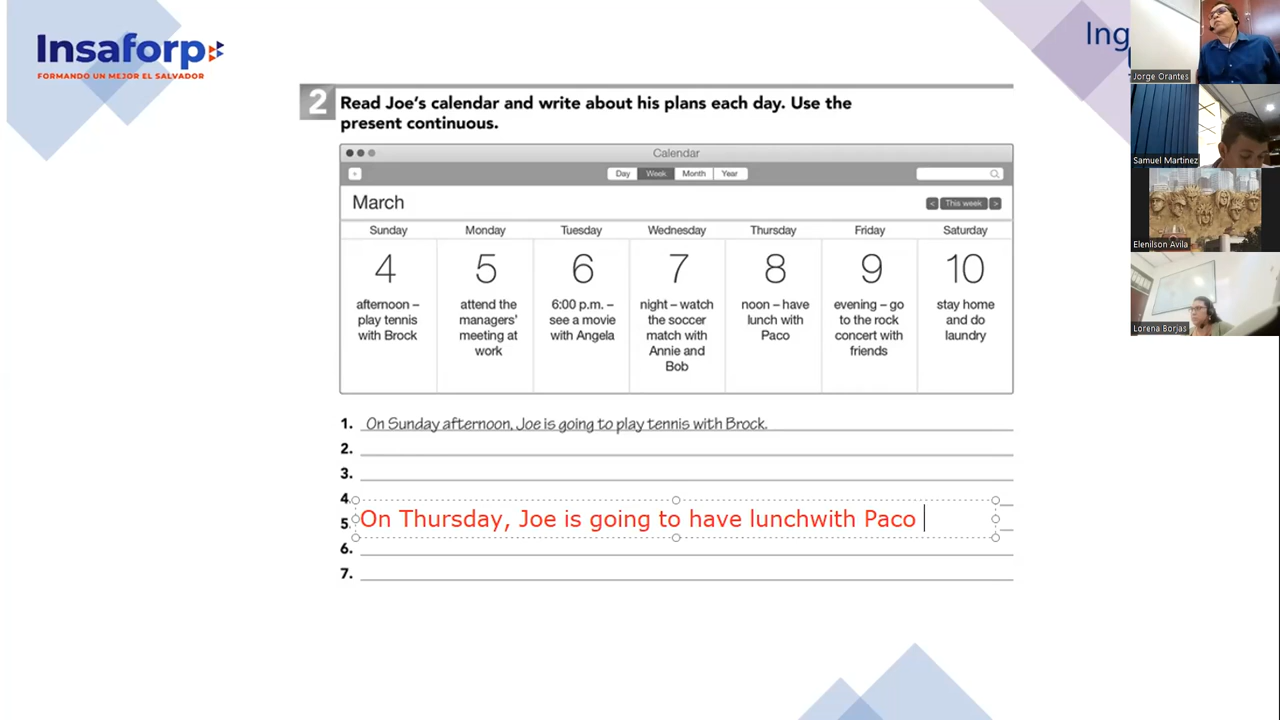 Insaforp
FORMANDO UN MEJOR EL SALVADOR
Ing
Jorge Orantes
Samuel Martinez
Elenilson Avila
Lorena Borjas
2 Read Joe's calendar and write about his plans each day. Use the
present continuous.
Calendar
+ Day Week Month Year
March < This week >
Sunday Monday Tuesday Wednesday Thursday Friday Saturday
4 5 6 7 8 9 10
afternoon –
play tennis
with Brock
attend the
managers'
meeting at
work
6:00 p.m. –
see a movie
with Angela
night – watch
the soccer
match with
Annie and
Bob
noon – have
lunch with
Paco
evening – go
to the rock
concert with
friends
stay home
and do
laundry
1. On Sunday afternoon, Joe is going to play tennis with Brock.
2.
3.
4.
5. On Thursday, Joe is going to have lunchwith Paco
6.
7.